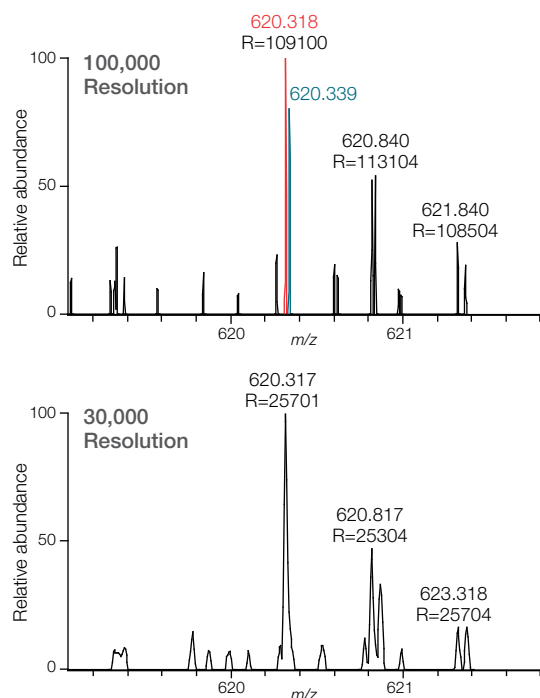 620.318
R=109100
100,000
Resolution
620.339
620.840
R=113104
621.840
R=108504
Relative abundance
100
50
0
620
621
m/z
620.317
R=25701
30,000
Resolution
620.817
R=25304
623.318
R=25704
Relative abundance
100
50
0
620
621
m/z